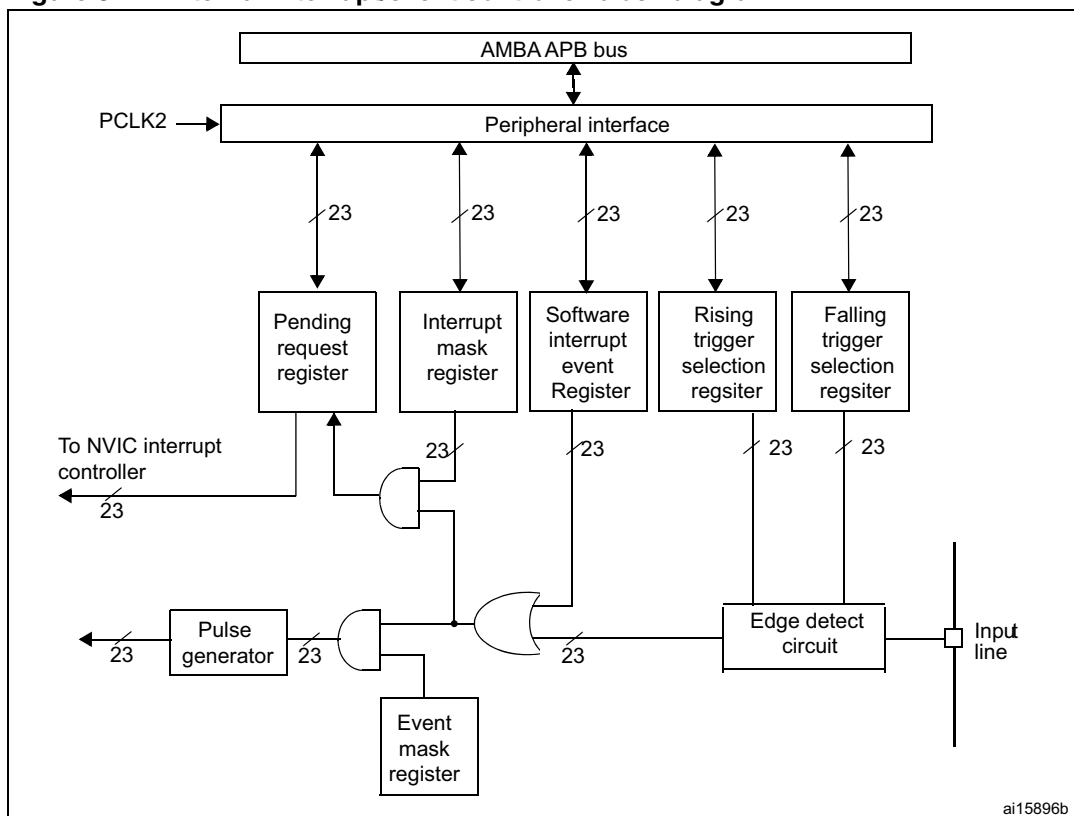 AMBA APB bus
PCLK2
Peripheral interface
23
23
23
23
23
Pending
request
register
Interrupt
mask
register
Software
interrupt
event
Register
Rising
trigger
selection
regsiter
Falling
trigger
selection
regsiter
To NVIC interrupt
controller
23
23
23
23
23
Pulse
generator
23
23
23
Edge detect
circuit
Input
line
Event
mask
register
ai15896b